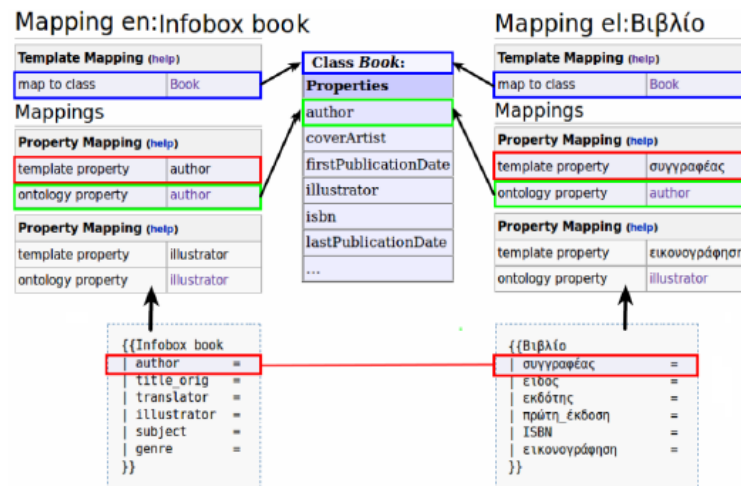 Mapping en:Infobox book
Template Mapping (help)
map to class Book
Mappings
Property Mapping (help)
template property author
ontology property author
Property Mapping (help)
template property illustrator
ontology property illustrator
{{Infobox book
| author =
| title_orig =
| translator =
| illustrator =
| subject =
| genre =
}}
Class Book:
Properties
author
coverArtist
firstPublicationDate
illustrator
isbn
lastPublicationDate
...
Mapping el:Βιβλίο
Template Mapping (help)
map to class Book
Mappings
Property Mapping (help)
template property συγγραφέας
ontology property author
Property Mapping (help)
template property εικονογράφηση
ontology property illustrator
{{Βιβλίο
| συγγραφέας =
| είδος =
| εκδότης =
| πρώτη_έκδοση =
| ISBN =
| εικονογράφηση =
}}